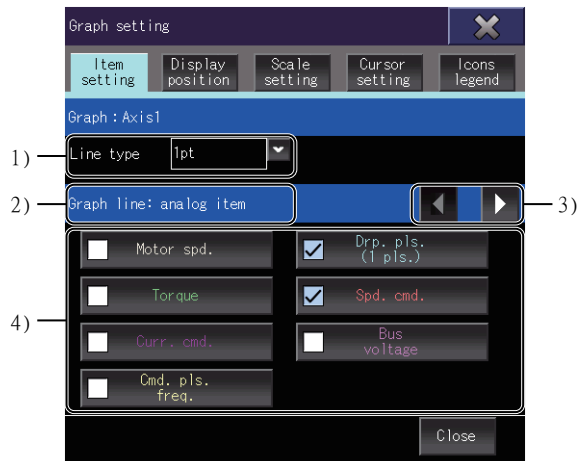 Graph setting
Item
setting
Display
position
Scale
setting
Cursor
setting
Icons
legend
Graph : Axis1
1)
Line type
1pt
2)
Graph line: analog item
3)
4)
Motor spd.
Drp. pls.
(1 pls.)
Torque
Spd. cmd.
Curr. cmd.
Bus
voltage
Cmd. pls.
freq.
Close